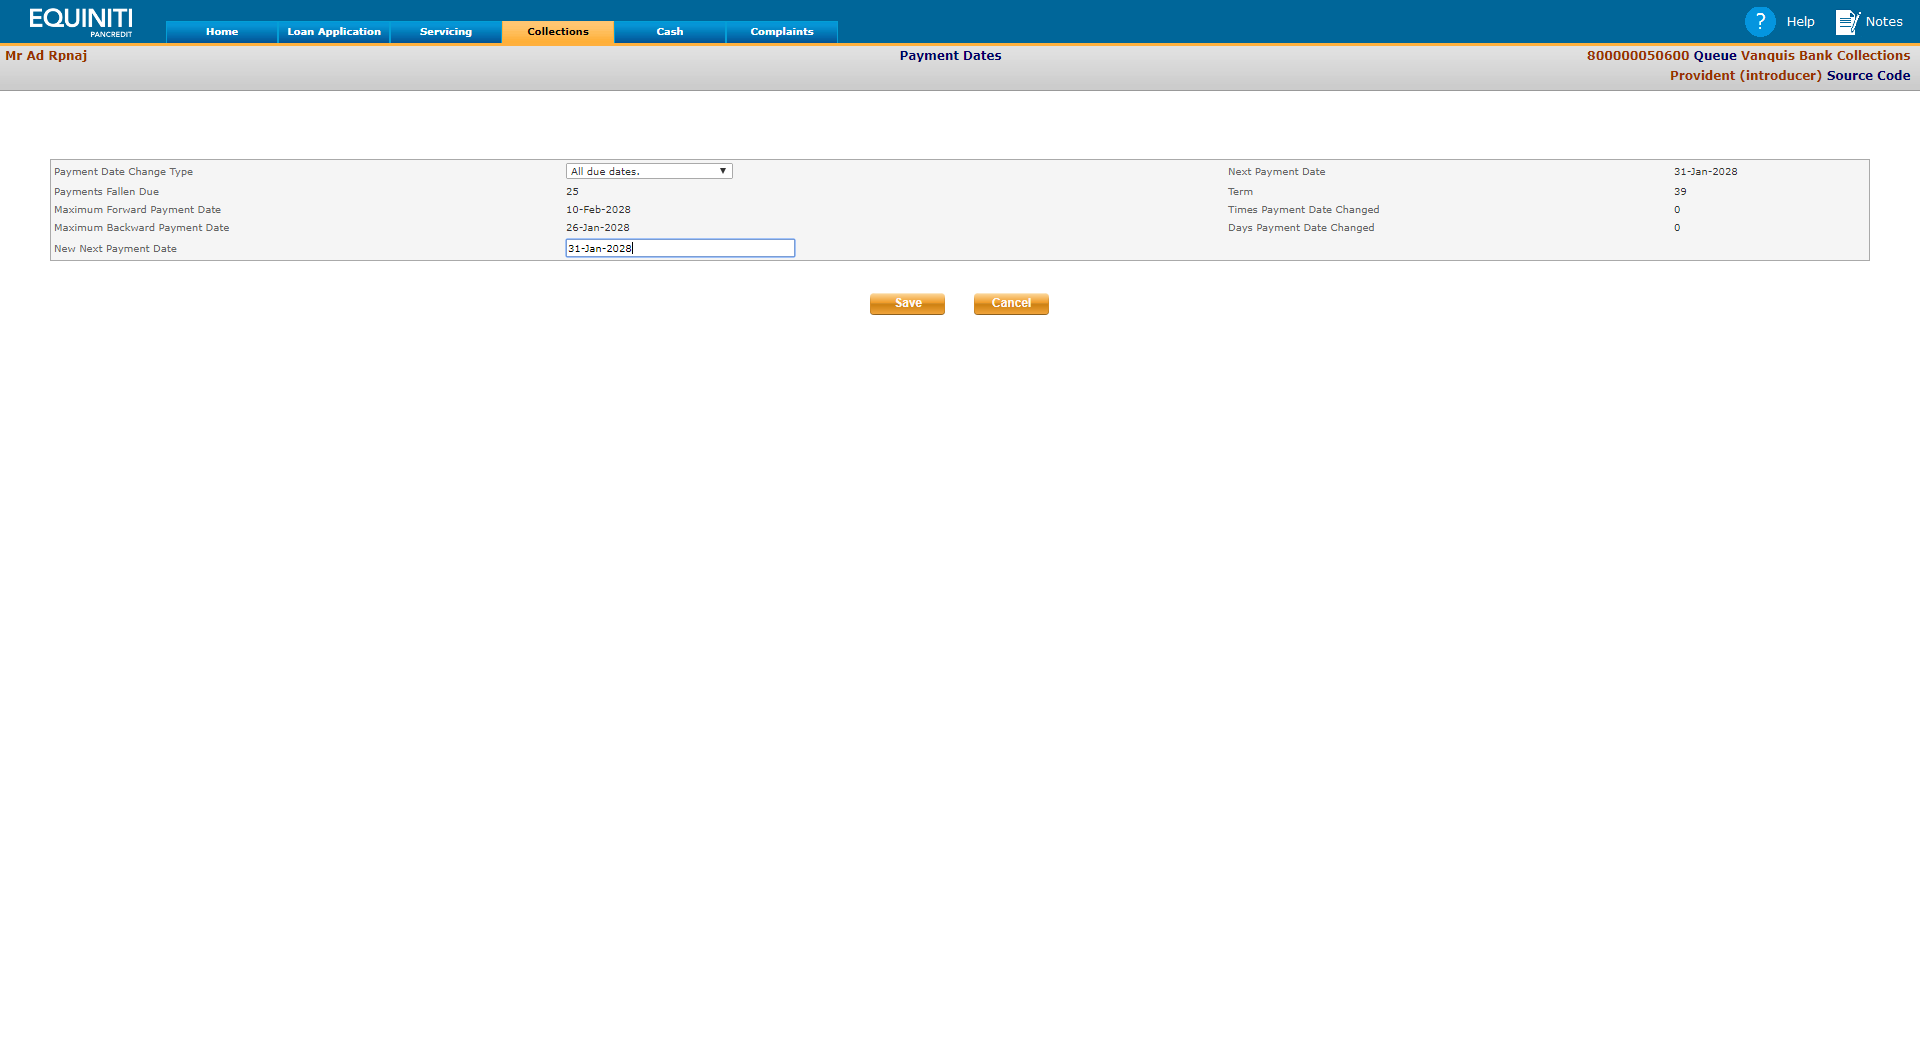 EQUINITI
PANCREDIT
Home Loan Application Servicing Collections Cash Complaints
? Help Notes
Mr Ad Rpnaj Payment Dates 800000050600 Queue Vanquis Bank Collections
Provident (introducer) Source Code
Payment Date Change Type All due dates. Next Payment Date 31-Jan-2028
Payments Fallen Due 25 Term 39
Maximum Forward Payment Date 10-Feb-2028 Times Payment Date Changed 0
Maximum Backward Payment Date 26-Jan-2028 Days Payment Date Changed 0
New Next Payment Date 31-Jan-2028
Save Cancel